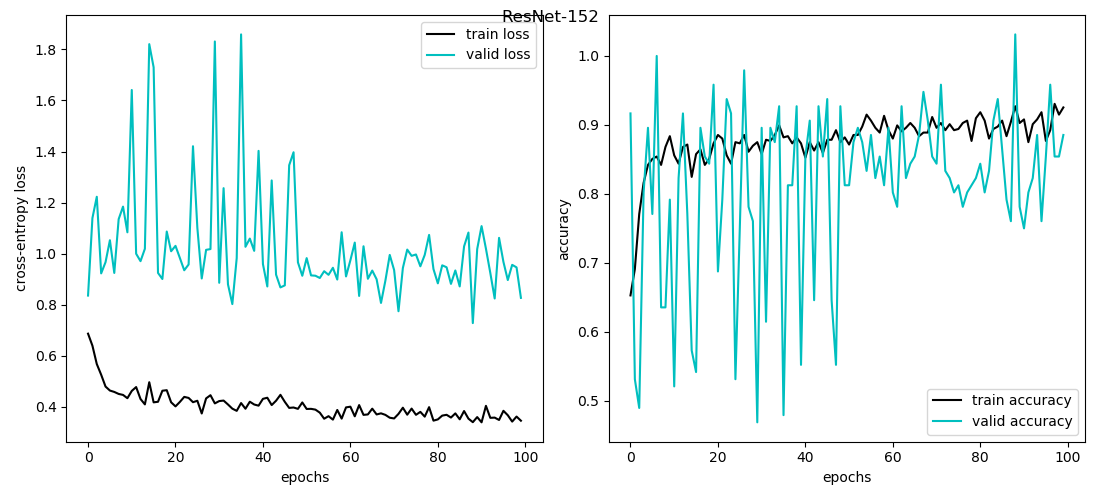 ResNet-152
train loss
valid loss
cross-entropy loss
1.8
1.6
1.4
1.2
1.0
0.8
0.6
0.4
0
20
40
60
80
100
epochs
accuracy
1.0
0.9
0.8
0.7
0.6
0.5
train accuracy
valid accuracy
0
20
40
60
80
100
epochs